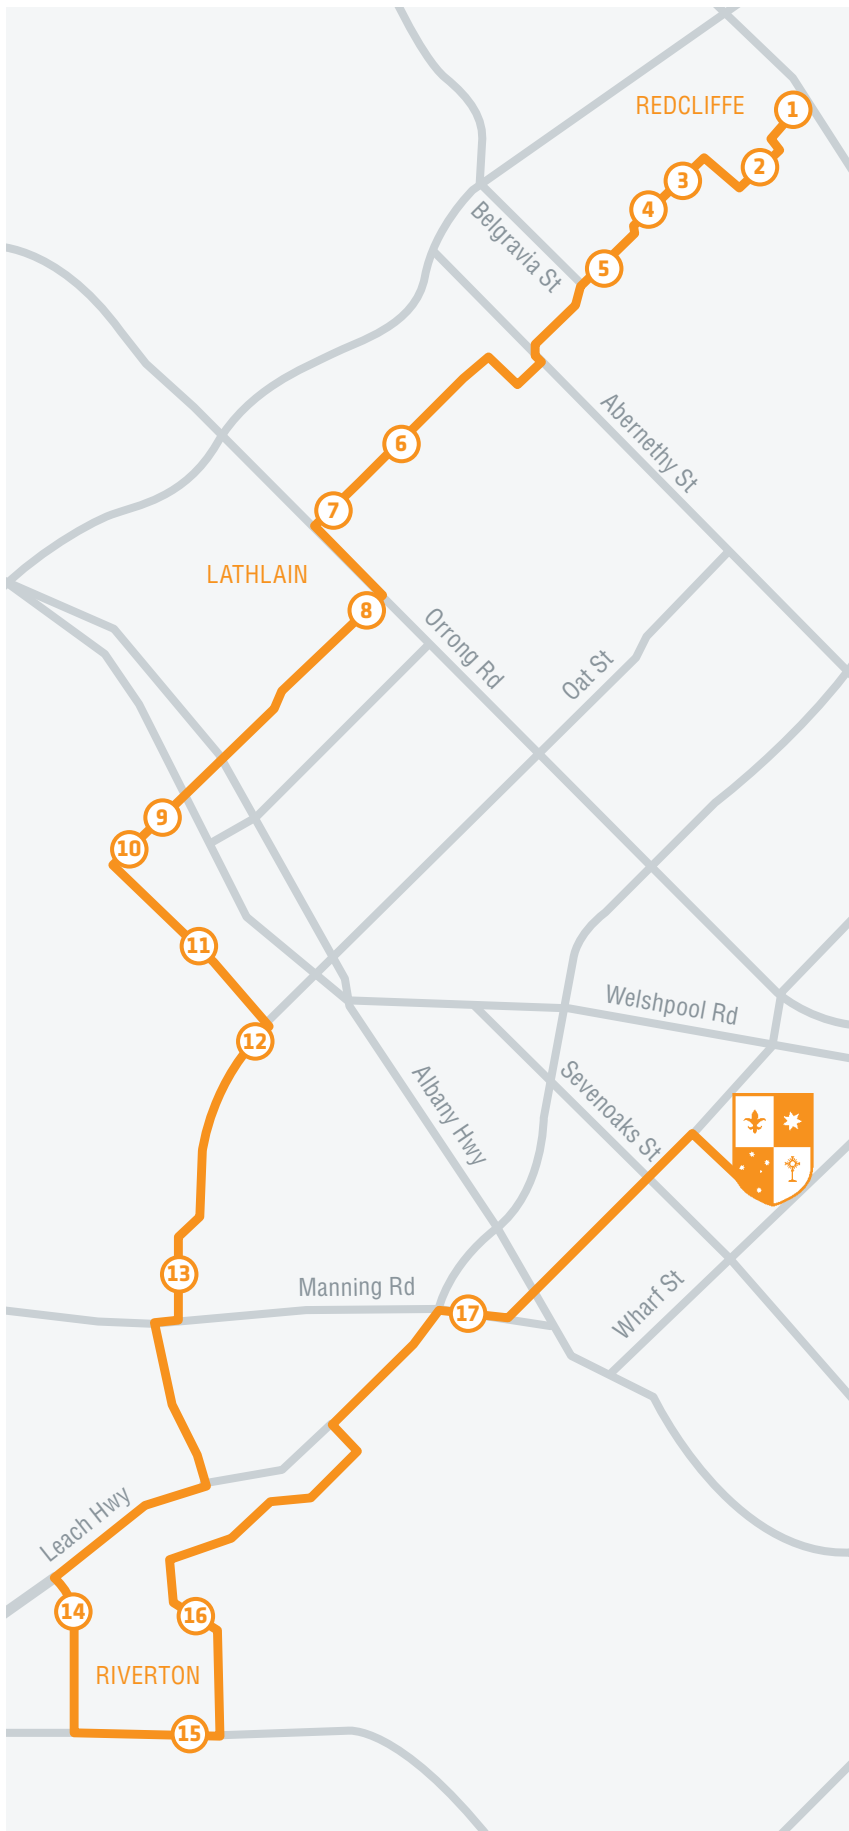 REDCLIFFE
1
2
3
4
5
Belgravia St
Abernethy St
6
7
LATHLAIN
8
Orrong Rd
Oat St
9
10
11
12
Welshpool Rd
Albany Hwy
Sevenoaks St
13
Manning Rd
17
Wharf St
Leach Hwy
14
16
RIVERTON
15